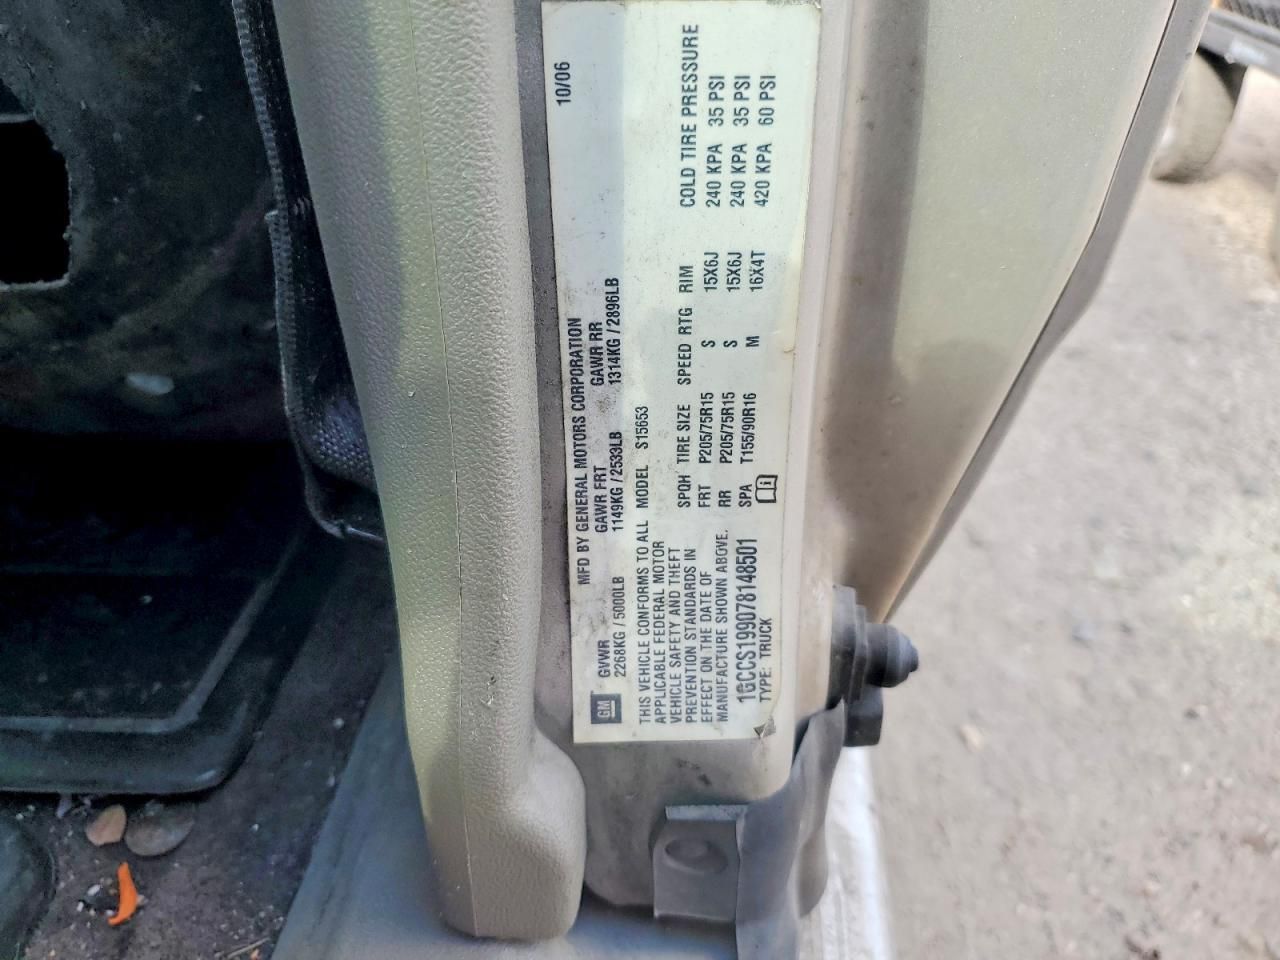 10/06
MFD BY GENERAL MOTORS CORPORATION
GVWR GAWR FRT GAWR RR
2268KG / 5000LB 1149KG / 2533LB 1314KG / 2896LB
GM
THIS VEHICLE CONFORMS TO ALL
APPLICABLE FEDERAL MOTOR
VEHICLE SAFETY AND THEFT
PREVENTION STANDARDS IN
EFFECT ON THE DATE OF
MANUFACTURE SHOWN ABOVE.
1GCCS199078148501
TYPE: TRUCK
MODEL S15653
SPQH TIRE SIZE SPEED RTG RIM COLD TIRE PRESSURE
FRT P205/75R15 S 15X6J 240 KPA 35 PSI
RR P205/75R15 S 15X6J 240 KPA 35 PSI
SPA T155/90R16 M 16X4T 420 KPA 60 PSI